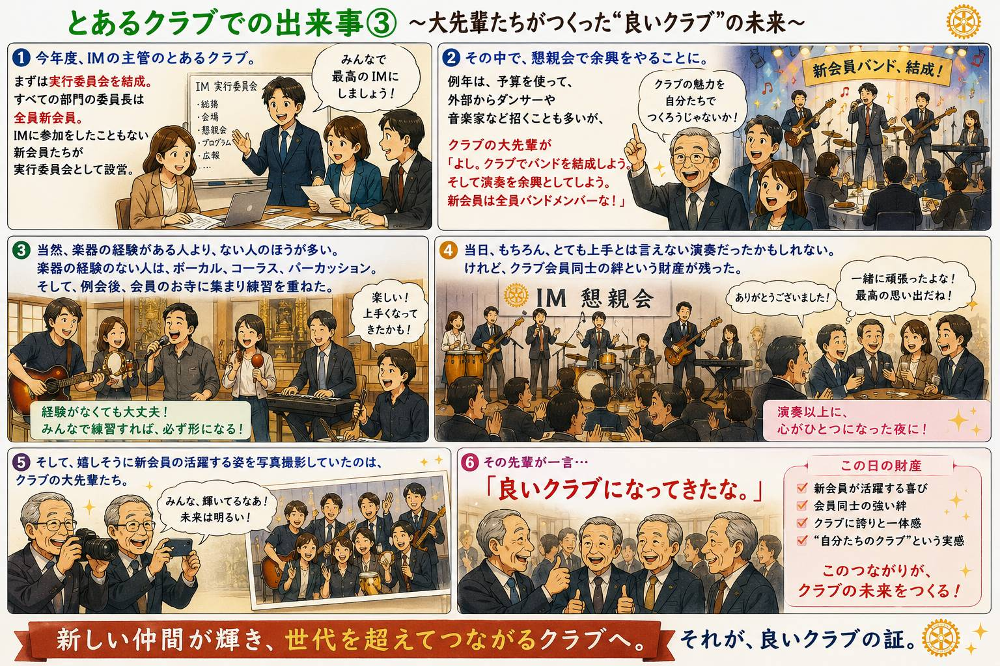 とあるクラブでの出来事③ ～大先輩たちがつくった“良いクラブ”の未来～
1 今年度、IMの主管のとあるクラブ。
まずは実行委員会を結成。
すべての部門の委員長は
全員新会員。
IMに参加をしたこともない
新会員たちが
実行委員会として設営。
IM 実行委員会
・総務
・会場
・懇親会
・プログラム
・広報
・…
みんなで
最高のIMに
しましょう！
2 その中で、懇親会で余興をやることに。
例年は、予算を使って、
外部からダンサーや
音楽家など招くことも多いが、
クラブの大先輩が
「よし。クラブでバンドを結成しよう。
そして演奏を余興としてしよう。
新会員は全員バンドメンバーな！」
クラブの魅力を
自分たちで
つくろうじゃないか！
新会員バンド、結成！
3 当然、楽器の経験がある人より、ない人のほうが多い。
楽器の経験のない人は、ボーカル、コーラス、パーカッション。
そして、例会後、会員のお寺に集まり練習を重ねた。
楽しい！
上手くなって
きたかも！
経験がなくても大丈夫！
みんなで練習すれば、必ず形になる！
4 当日、もちろん、とても上手とは言えない演奏だったかもしれない。
けれど、クラブ会員同士の絆という財産が残った。
IM 懇親会
ありがとうございました！
一緒に頑張ったよな！
最高の思い出だね！
演奏以上に、
心がひとつになった夜に！
5 そして、嬉しそうに新会員の活躍する姿を写真撮影していたのは、
クラブの大先輩たち。
みんな、輝いてるなあ！
未来は明るい！
6 その先輩が一言…
「良いクラブになってきたな。」
この日の財産
新会員が活躍する喜び
会員同士の強い絆
クラブに誇りと一体感
“自分たちのクラブ”という実感
このつながりが、
クラブの未来をつくる！
新しい仲間が輝き、世代を超えてつながるクラブへ。 それが、良いクラブの証。